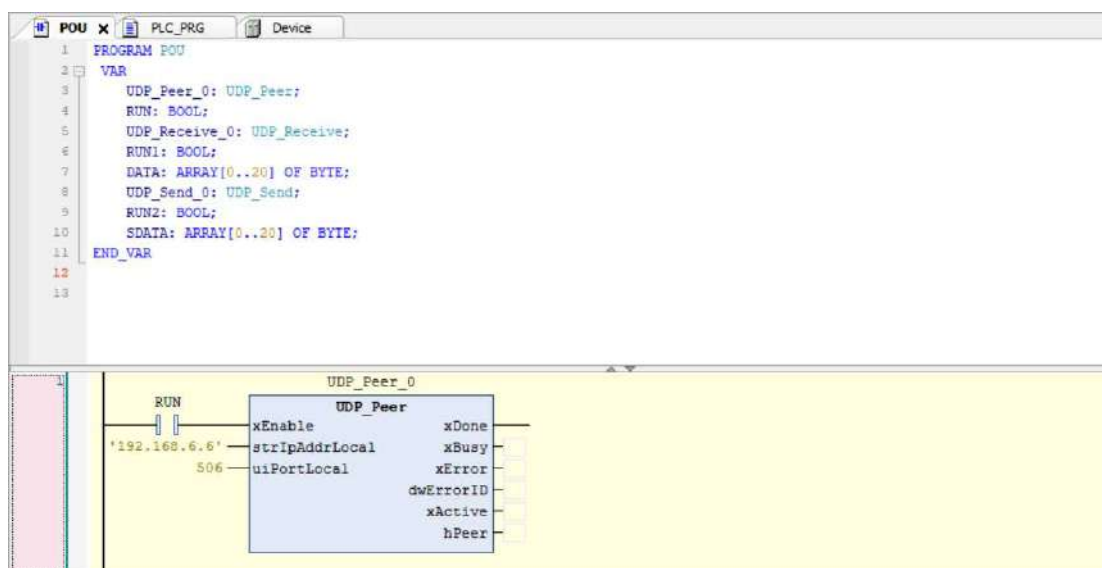 POU X PLC_PRG Device
1 PROGRAM POU
2 VAR
3 UDP_Peer_0: UDP_Peer;
4 RUN: BOOL;
5 UDP_Receive_0: UDP_Receive;
6 RUN1: BOOL;
7 DATA: ARRAY[0..20] OF BYTE;
8 UDP_Send_0: UDP_Send;
9 RUN2: BOOL;
10 SDATA: ARRAY[0..20] OF BYTE;
11 END_VAR
12
13
1
UDP_Peer_0
RUN UDP_Peer
xEnable xDone
'192.168.6.6' strIpAddrLocal xBusy
506 uiPortLocal xError
dwErrorID
xActive
hPeer